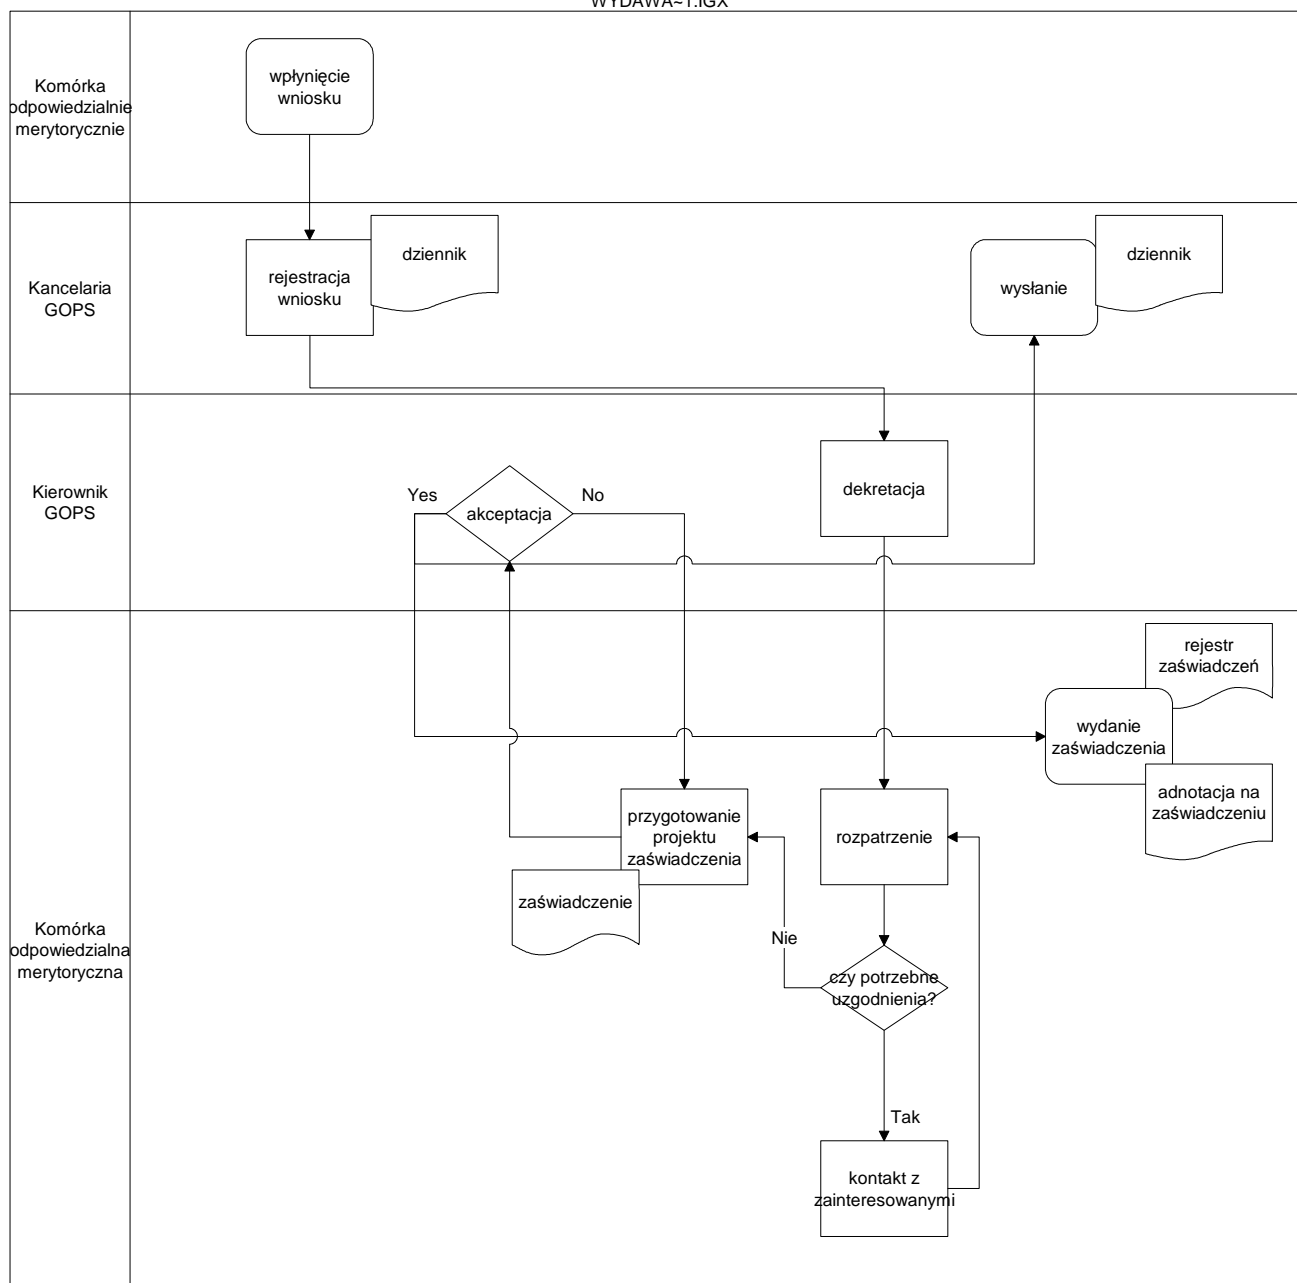 WYDAWA~1.IGX
Komórka
odpowiedzialnie
merytorycznie
wpłynięcie
wniosku
Kancelaria
GOPS
rejestracja
wniosku
dziennik
wysłanie
dziennik
Kierownik
GOPS
Yes
akceptacja
No
dekretacja
Komórka
odpowiedzialna
merytoryczna
rejestr
zaświadczeń
wydanie
zaświadczenia
adnotacja na
zaświadczeniu
przygotowanie
projektu
zaświadczenia
rozpatrzenie
zaświadczenie
Nie
czy potrzebne
uzgodnienia?
Tak
kontakt z
zainteresowanymi